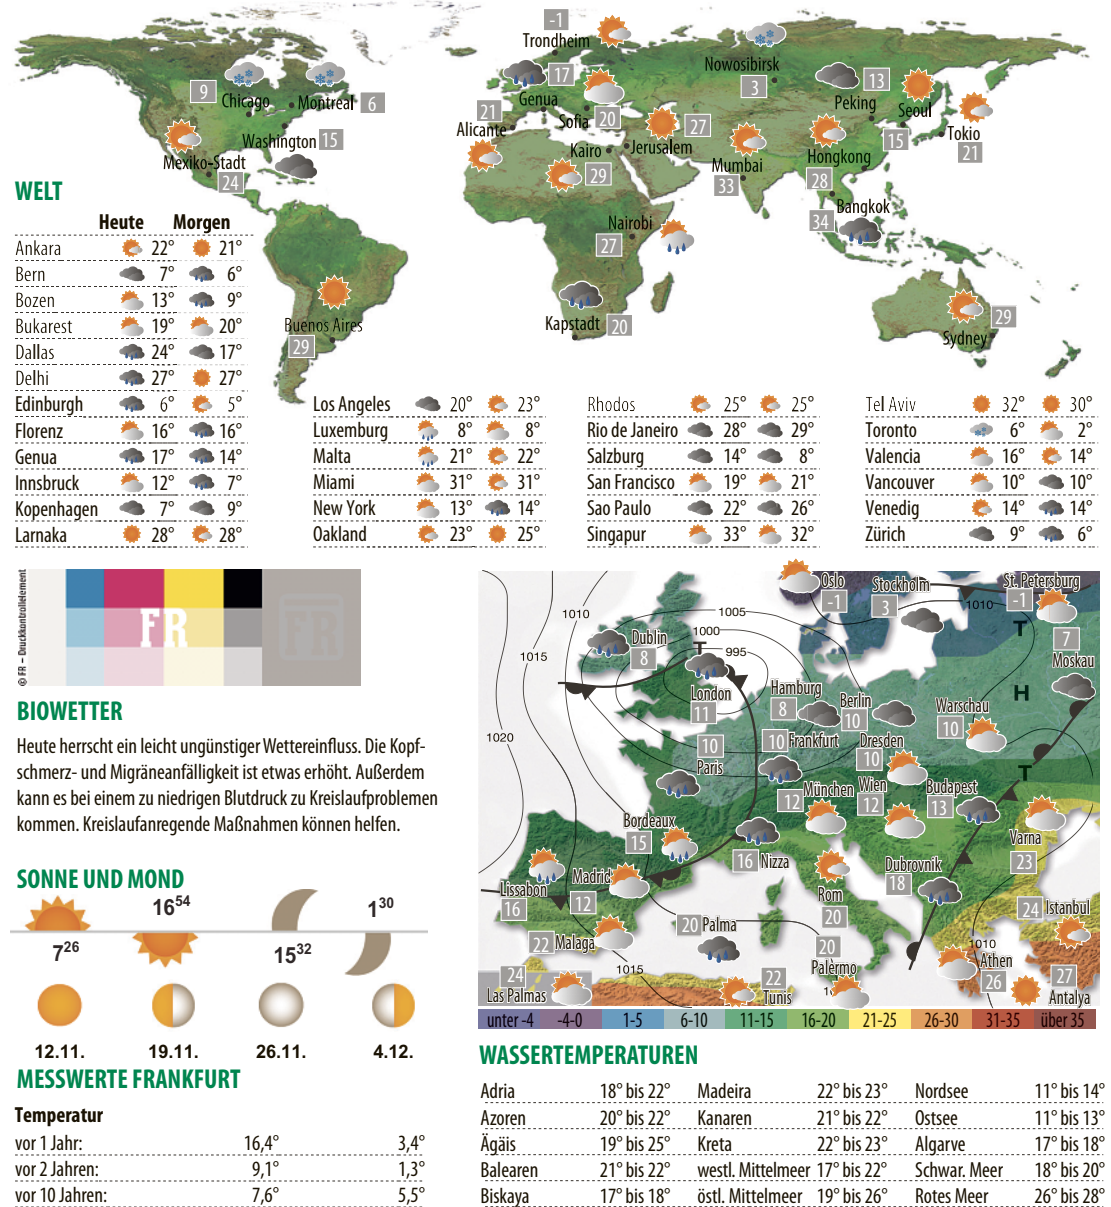 -1
Trondheim
Nowosibirsk
3
9
Chicago
Montreal
6
17
Genua
13
Peking
Seoul
21
Alicante
Sofia
20
27
Jerusalem
15
Tokio
21
Washington
15
Kairo
29
Mumbai
33
Hongkong
28
Mexiko-Stadt
24
Bangkok
34
Nairobi
27
Buenos Aires
29
Kapstadt
20
Sydney
29
WELT
Heute Morgen
Ankara 22° 21°
Bern 7° 6°
Bozen 13° 9°
Bukarest 19° 20°
Dallas 24° 17°
Delhi 27° 27°
Edinburgh 6° 5°
Florenz 16° 16°
Genua 17° 14°
Innsbruck 12° 7°
Kopenhagen 7° 9°
Larnaka 28° 28°
Los Angeles 20° 23°
Luxemburg 8° 8°
Malta 21° 22°
Miami 31° 31°
New York 13° 14°
Oakland 23° 25°
Rhodos 25° 25°
Rio de Janeiro 28° 29°
Salzburg 14° 8°
San Francisco 19° 21°
Sao Paulo 22° 26°
Singapur 33° 32°
Tel Aviv 32° 30°
Toronto 6° 2°
Valencia 16° 14°
Vancouver 10° 10°
Venedig 14° 14°
Zürich 9° 6°
© FR – Druckkontrollelement
FR
FR
BIOWETTER
Heute herrscht ein leicht ungünstiger Wettereinfluss. Die Kopf-
schmerz- und Migräneanfälligkeit ist etwas erhöht. Außerdem
kann es bei einem zu niedrigen Blutdruck zu Kreislaufproblemen
kommen. Kreislaufanregende Maßnahmen können helfen.
SONNE UND MOND
16 54
1 30
7 26
15 32
12.11. 19.11. 26.11. 4.12.
MESSWERTE FRANKFURT
Temperatur
vor 1 Jahr: 16,4° 3,4°
vor 2 Jahren: 9,1° 1,3°
vor 10 Jahren: 7,6° 5,5°
Oslo
-1
Stockholm
3
St. Petersburg
-1
1010
1005
1000
995
1010
1015
1020
T
T
H
T
7
Moskau
Dublin
8
London
11
Hamburg
8
Berlin
10
Warschau
10
10
Paris
10
Frankfurt
Dresden
10
München
12
Wien
12
Budapest
13
Bordeaux
15
16
Nizza
Varna
23
Dubrovnik
18
Lissabon
16
Madrid
12
Rom
20
24
Istanbul
22
Malaga
20
Palma
20
Palermo
1010
Athen
26
1015
24
Las Palmas
22
Tunis
27
Antalya
unter -4 -4-0 1-5 6-10 11-15 16-20 21-25 26-30 31-35 über 35
WASSERTEMPERATUREN
Adria 18° bis 22°
Azoren 20° bis 22°
Ägäis 19° bis 25°
Balearen 21° bis 22°
Biskaya 17° bis 18°
Madeira 22° bis 23°
Kanaren 21° bis 22°
Kreta 22° bis 23°
westl. Mittelmeer 17° bis 22°
östl. Mittelmeer 19° bis 26°
Nordsee 11° bis 14°
Ostsee 11° bis 13°
Algarve 17° bis 18°
Schwar. Meer 18° bis 20°
Rotes Meer 26° bis 28°